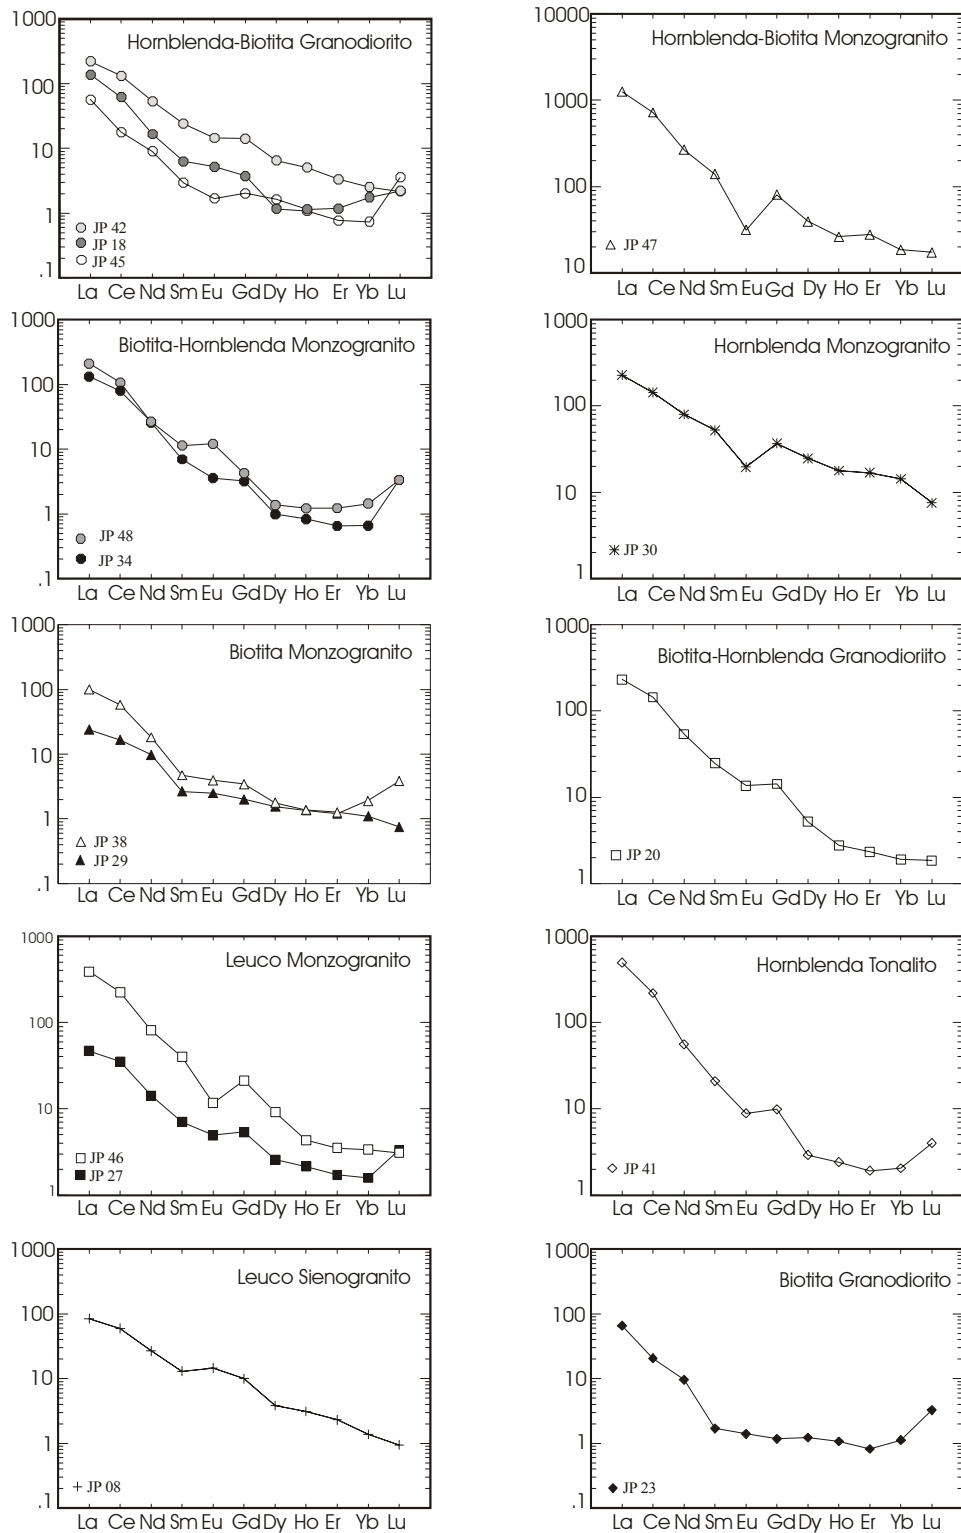 1000
100
10
1
.1
Hornblenda-Biotita Granodiorito
JP 42
JP 18
JP 45
La Ce Nd Sm Eu Gd Dy Ho Er Yb Lu
10000
1000
100
10
Hornblenda-Biotita Monzogranito
JP 47
La Ce Nd Sm Eu Gd Dy Ho Er Yb Lu
1000
100
10
1
.1
Biotita-Hornblenda Monzogranito
JP 48
JP 34
La Ce Nd Sm Eu Gd Dy Ho Er Yb Lu
1000
100
10
1
Hornblenda Monzogranito
JP 30
La Ce Nd Sm Eu Gd Dy Ho Er Yb Lu
1000
100
10
1
.1
Biotita Monzogranito
JP 38
JP 29
La Ce Nd Sm Eu Gd Dy Ho Er Yb Lu
1000
100
10
1
Biotita-Hornblenda Granodioriito
JP 20
La Ce Nd Sm Eu Gd Dy Ho Er Yb Lu
1000
100
10
1
Leuco Monzogranito
JP 46
JP 27
La Ce Nd Sm Eu Gd Dy Ho Er Yb Lu
1000
100
10
1
Hornblenda Tonalito
JP 41
La Ce Nd Sm Eu Gd Dy Ho Er Yb Lu
1000
100
10
1
.1
Leuco Sienogranito
JP 08
La Ce Nd Sm Eu Gd Dy Ho Er Yb Lu
1000
100
10
1
.1
Biotita Granodiorito
JP 23
La Ce Nd Sm Eu Gd Dy Ho Er Yb Lu